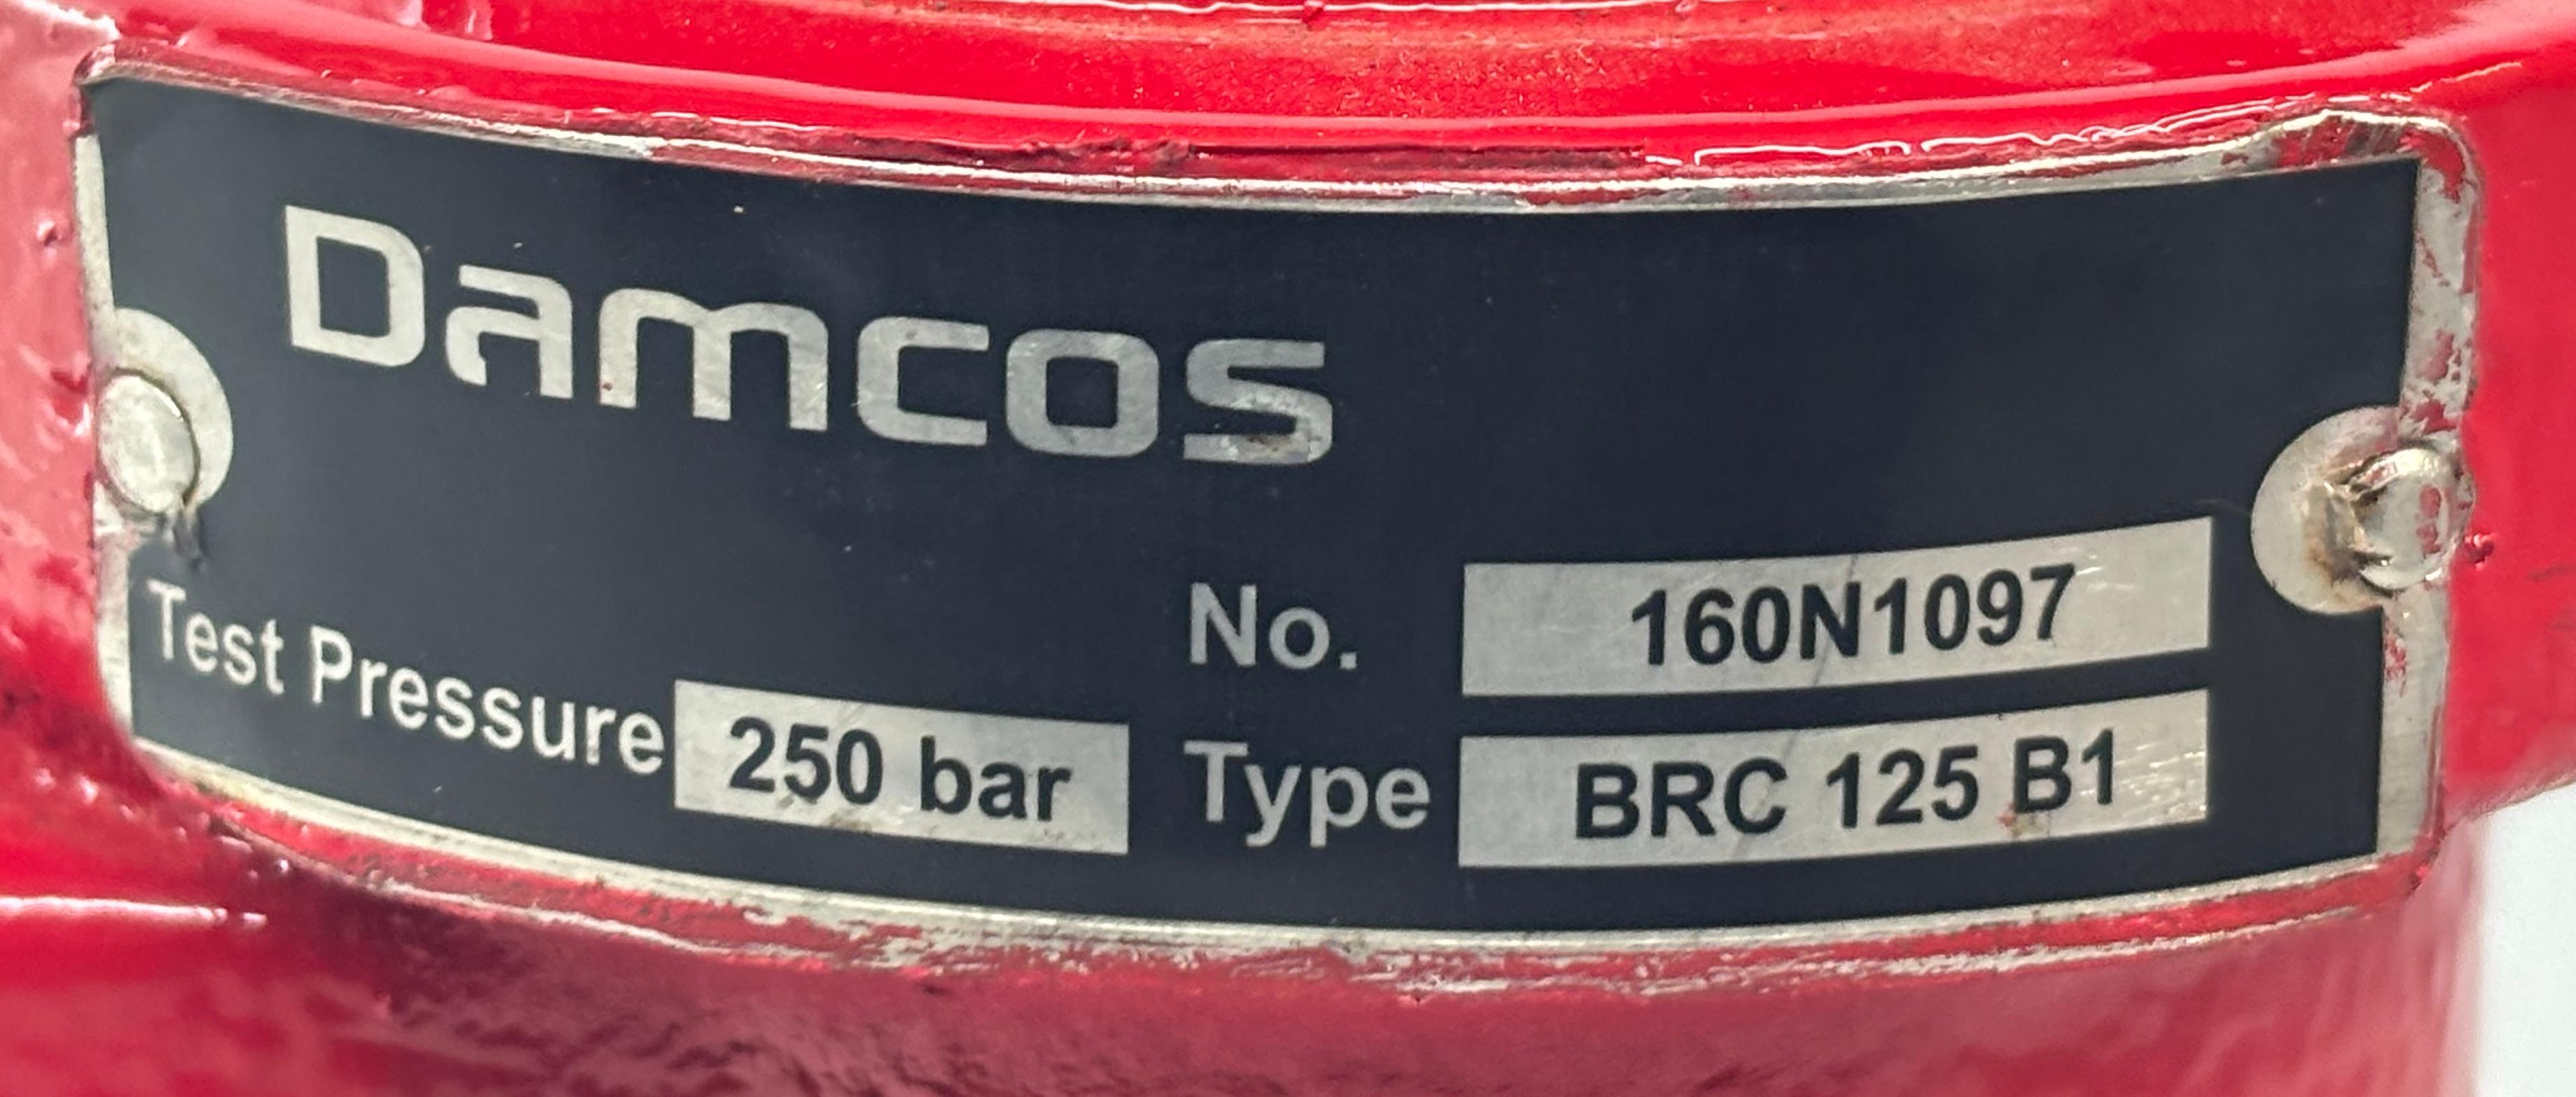 Damcos
No. 160N1097
Test Pressure 250 bar Type BRC 125 B1